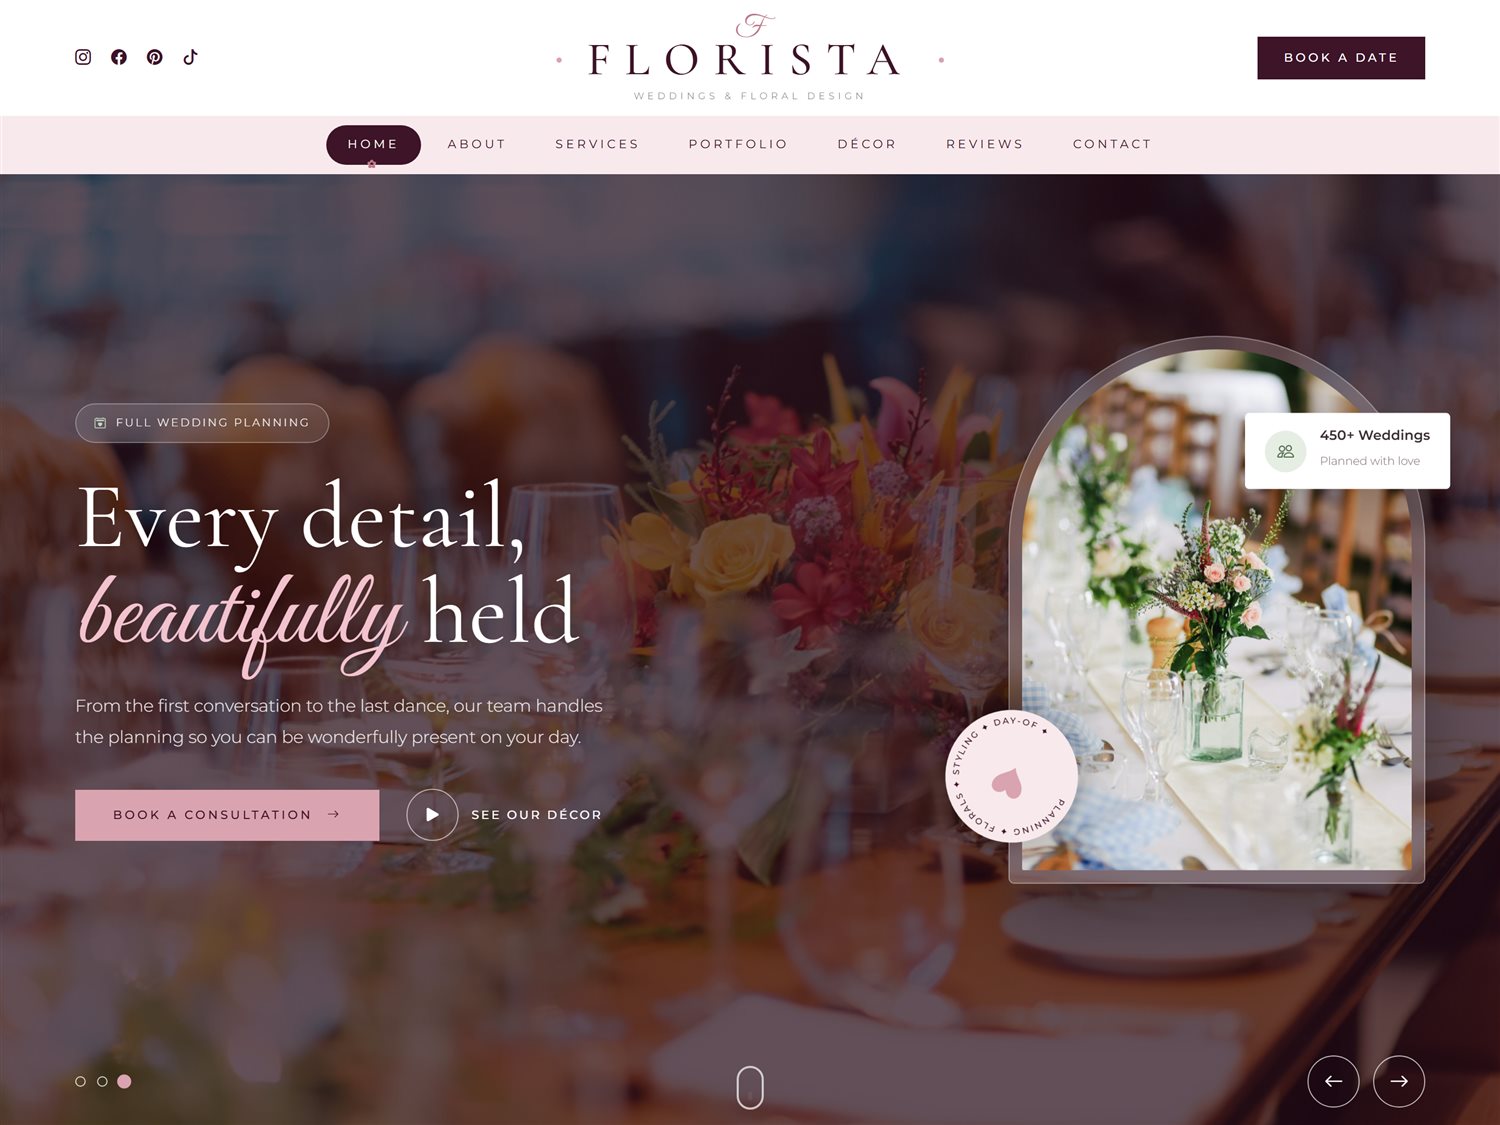 F
FLORISTA
WEDDINGS & FLORAL DESIGN
BOOK A DATE
HOME
ABOUT
SERVICES
PORTFOLIO
DÉCOR
REVIEWS
CONTACT
FULL WEDDING PLANNING
Every detail,
beautifully held
From the first conversation to the last dance, our team handles
the planning so you can be wonderfully present on your day.
BOOK A CONSULTATION →
SEE OUR DÉCOR
450+ Weddings
Planned with love
PLANNING ✦ FLORALS ✦ STYLING ✦ DAY-OF ✦